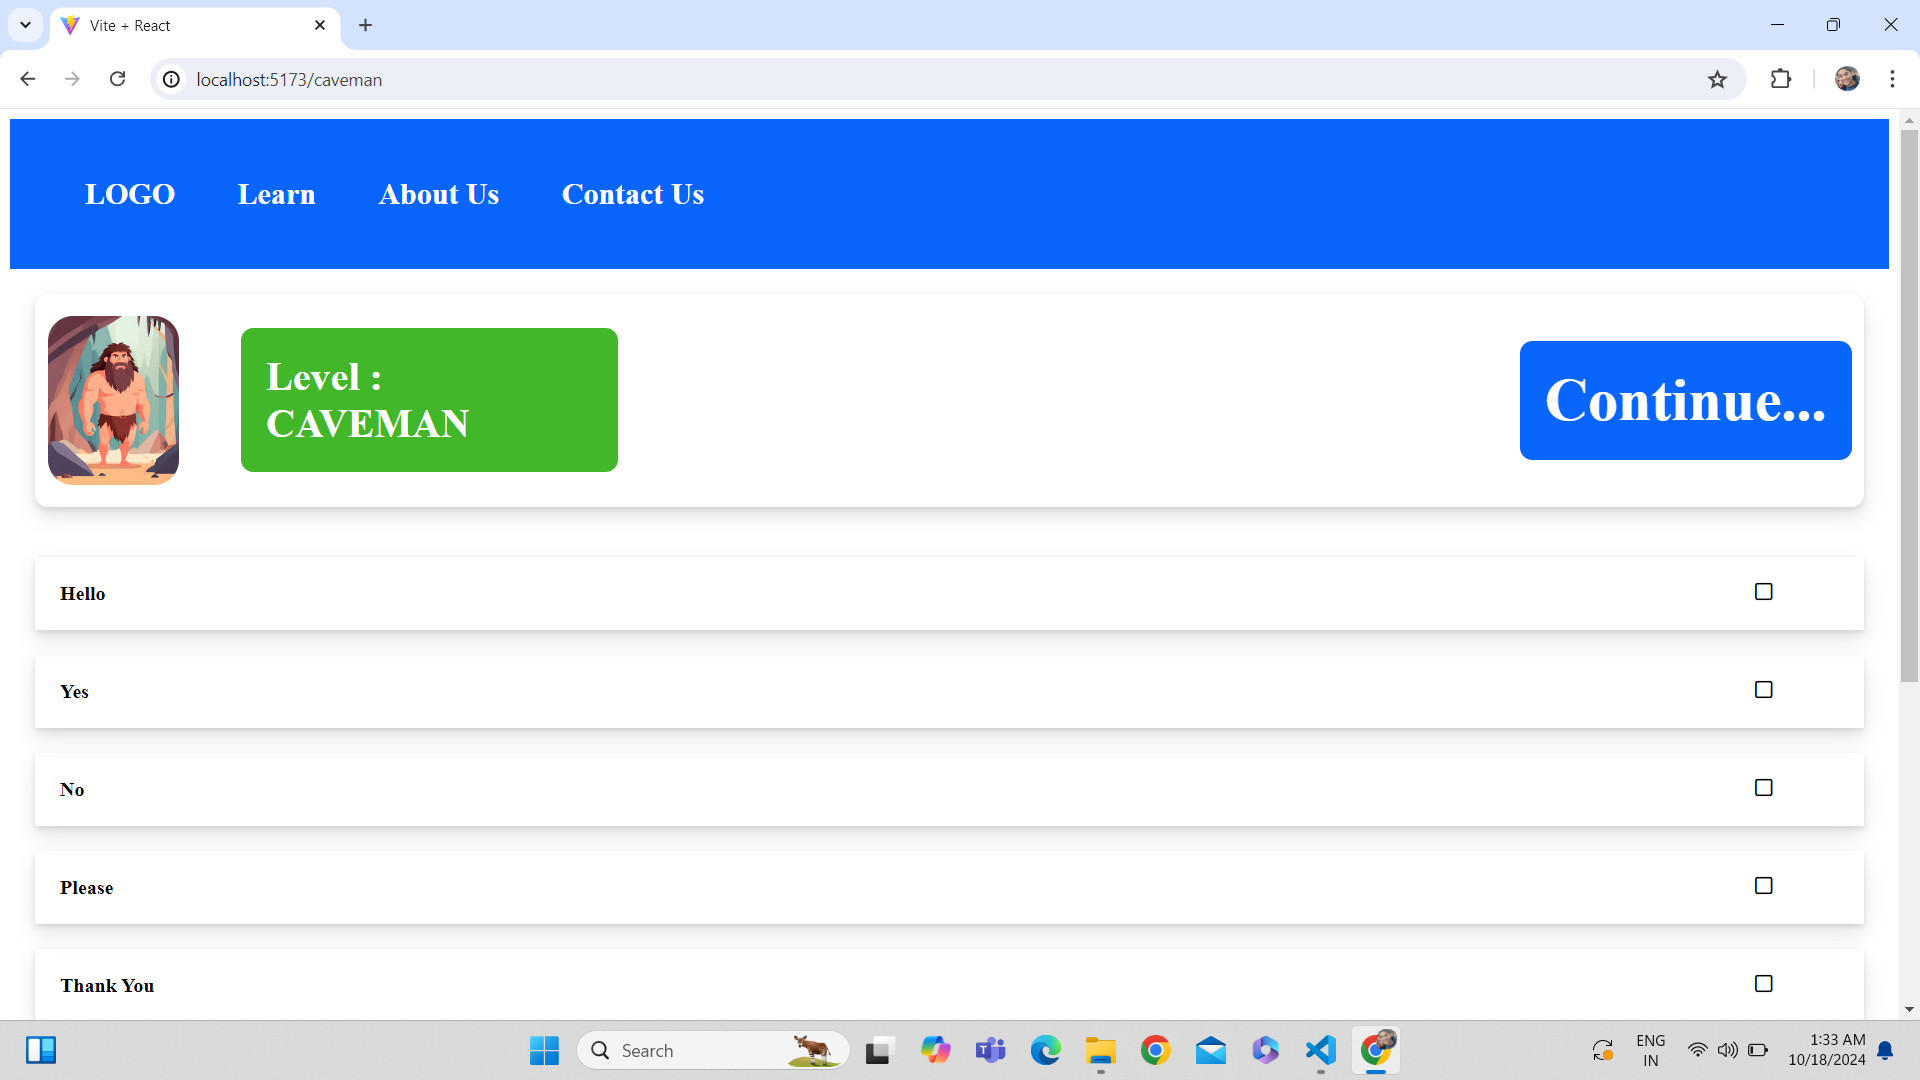 Vite + React
localhost:5173/caveman
LOGO Learn About Us Contact Us
Level :
CAVEMAN
Continue...
Hello
Yes
No
Please
Thank You
Search
ENG
IN
1:33 AM
10/18/2024